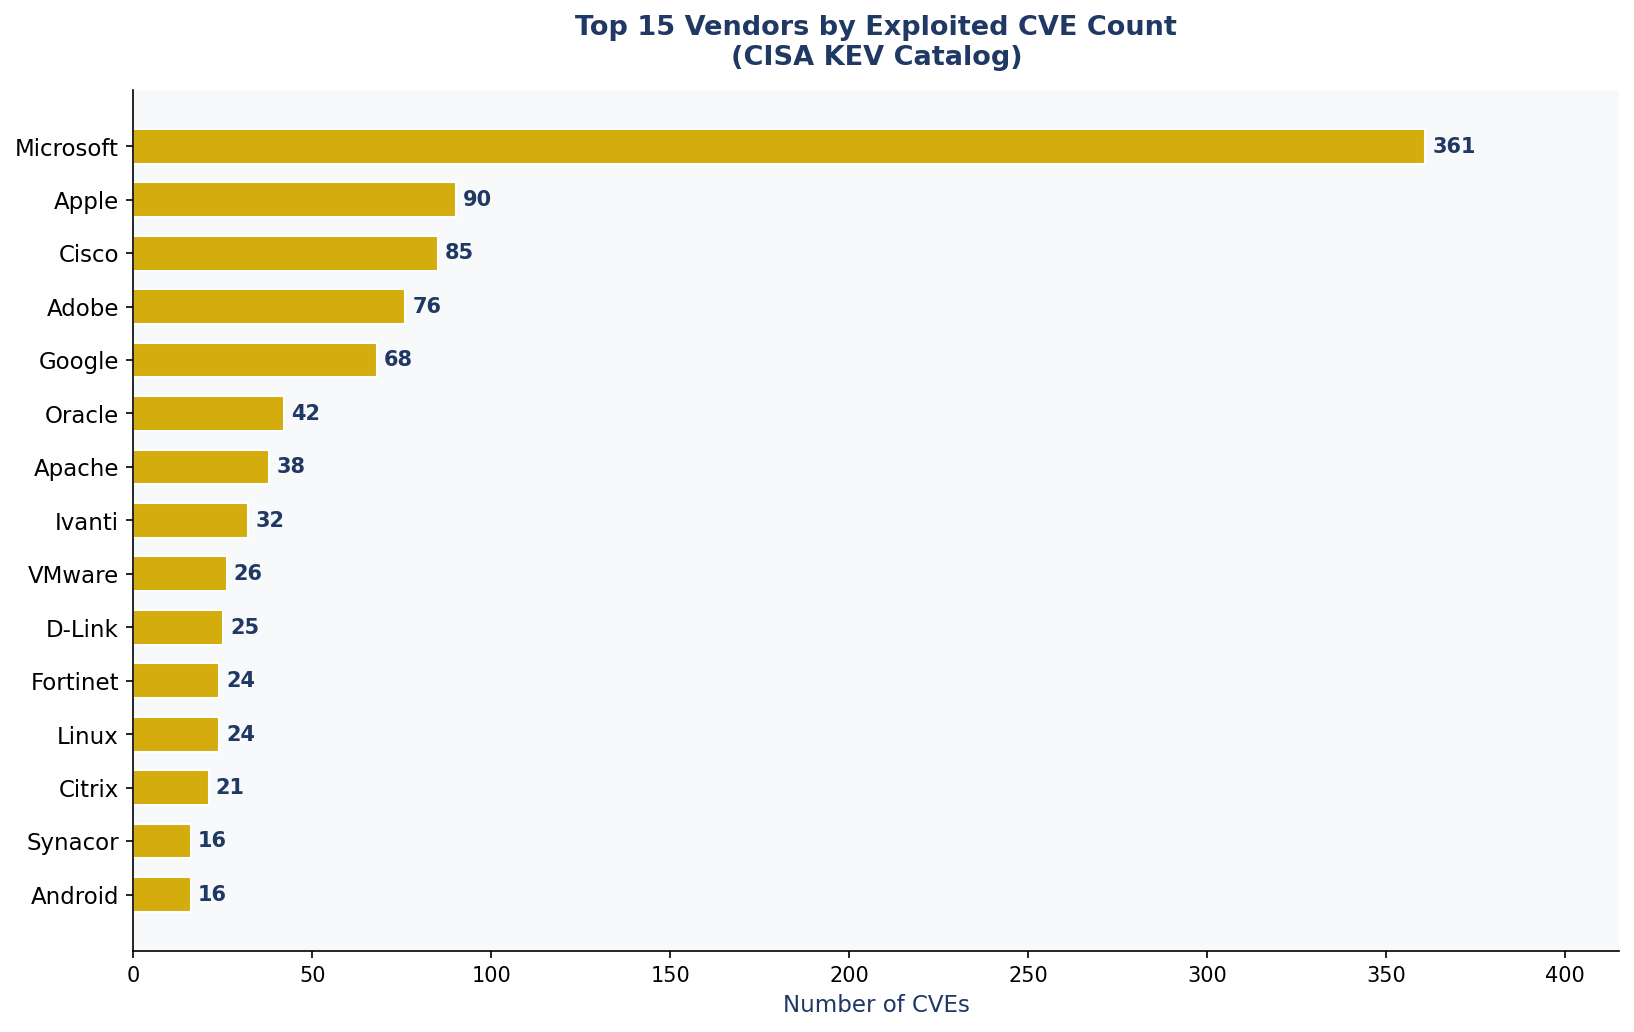 Top 15 Vendors by Exploited CVE Count
(CISA KEV Catalog)
Microsoft 361
Apple 90
Cisco 85
Adobe 76
Google 68
Oracle 42
Apache 38
Ivanti 32
VMware 26
D-Link 25
Fortinet 24
Linux 24
Citrix 21
Synacor 16
Android 16
0 50 100 150 200 250 300 350 400
Number of CVEs